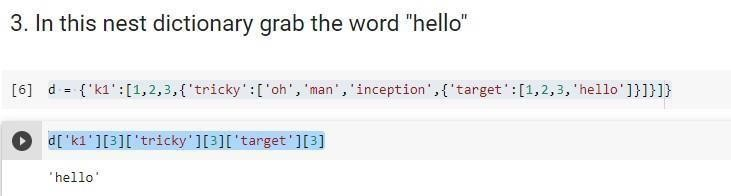 3. In this nest dictionary grab the word "hello"
[6] d = {'k1':[1,2,3,{'tricky':['oh','man','inception',{'target':[1,2,3,'hello']}]}]}
d['k1'][3]['tricky'][3]['target'][3]
'hello'